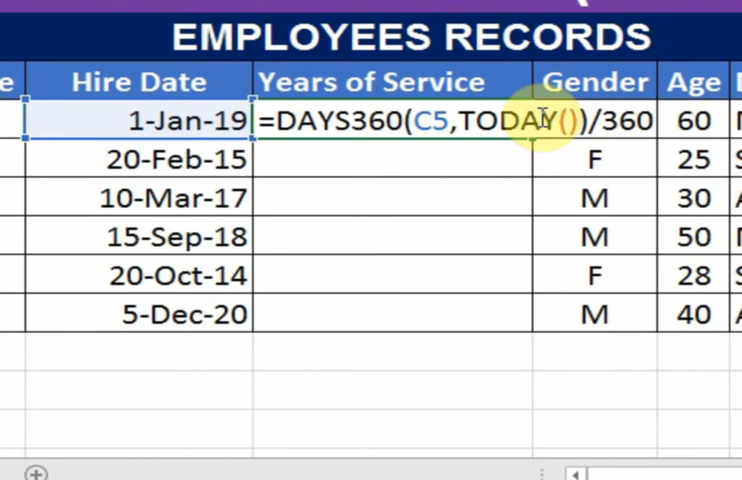 EMPLOYEES RECORDS
Hire Date Years of Service Gender Age
1-Jan-19 =DAYS360(C5,TODAY())/360 60
20-Feb-15 F 25
10-Mar-17 M 30
15-Sep-18 M 50
20-Oct-14 F 28
5-Dec-20 M 40